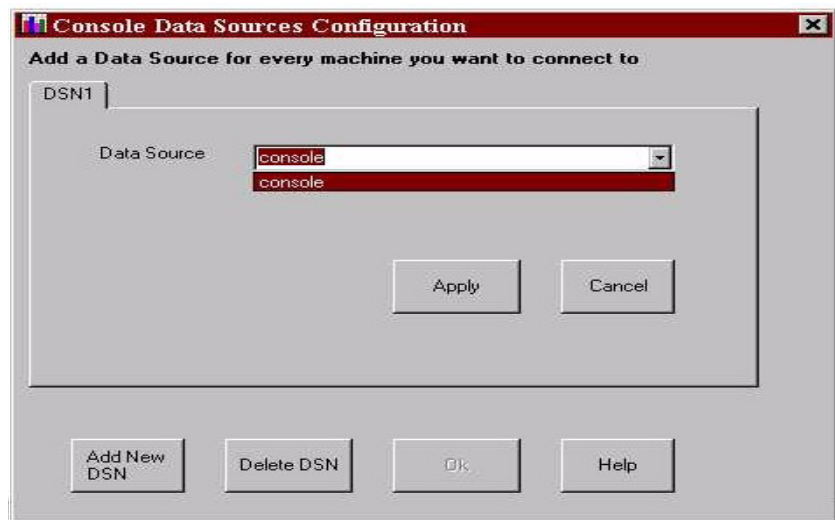 Console Data Sources Configuration
Add a Data Source for every machine you want to connect to
DSN1
Data Source
console
console
Apply
Cancel
Add New
DSN
Delete DSN
Ok
Help